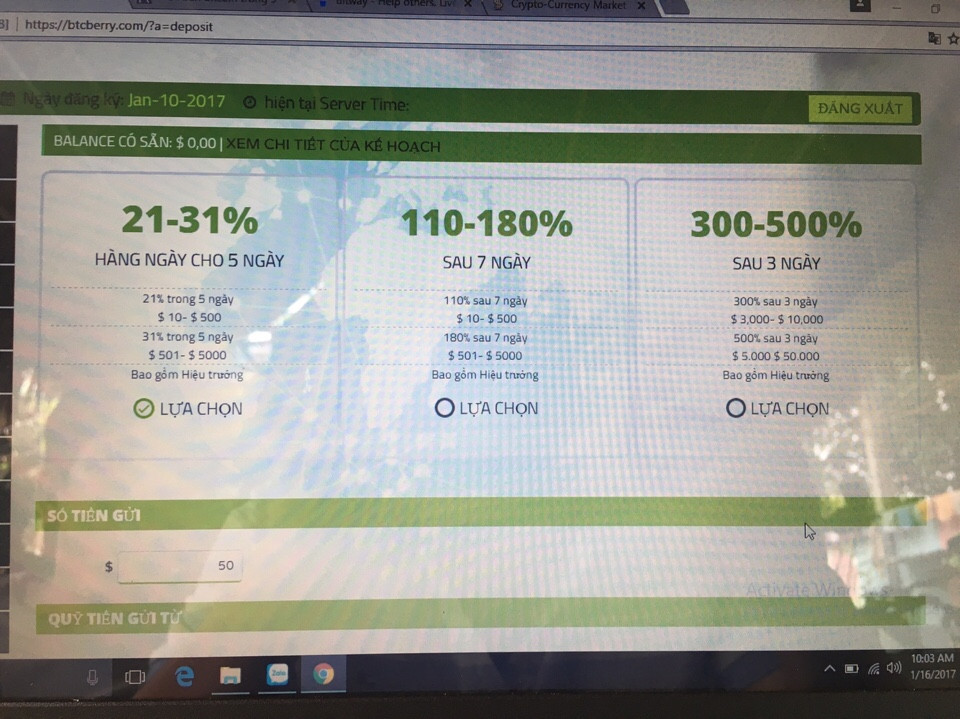 Crypto-Currency Market
https://btcberry.com/?a=deposit
Ngày đăng ký: Jan-10-2017 hiện tại Server Time:
ĐĂNG XUẤT
BALANCE CÓ SẴN: $ 0,00 | XEM CHI TIẾT CỦA KẾ HOẠCH
21-31%
HÀNG NGÀY CHO 5 NGÀY
21% trong 5 ngày
$ 10- $ 500
31% trong 5 ngày
$ 501- $ 5000
Bao gồm Hiệu trưởng
LỰA CHỌN
110-180%
SAU 7 NGÀY
110% sau 7 ngày
$ 10- $ 500
180% sau 7 ngày
$ 501- $ 5000
Bao gồm Hiệu trưởng
LỰA CHỌN
300-500%
SAU 3 NGÀY
300% sau 3 ngày
$ 3,000- $ 10,000
500% sau 3 ngày
$ 5.000 $ 50.000
Bao gồm Hiệu trưởng
LỰA CHỌN
SỐ TIỀN GỬI
$ 50
Activate Windows
QUỸ TIỀN GỬI TỪ
Zalo
10:03 AM
1/16/2017